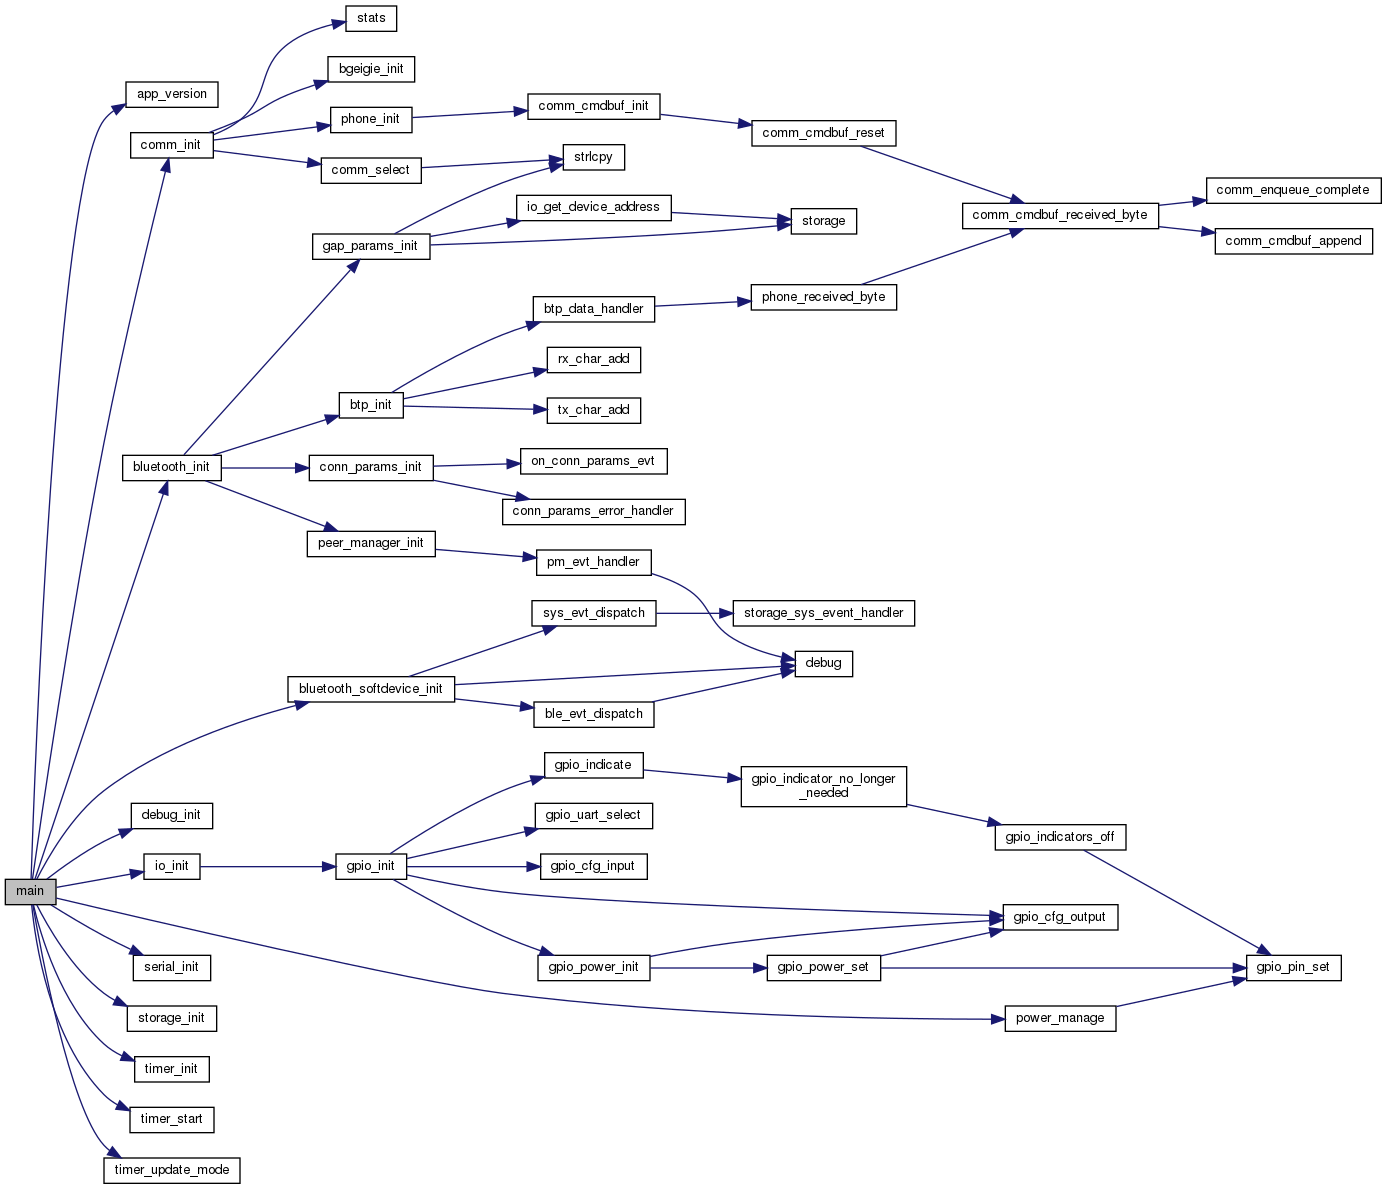 stats
bgeigie_init
app_version
comm_cmdbuf_init
phone_init
comm_cmdbuf_reset
comm_init
strlcpy
comm_select
comm_enqueue_complete
io_get_device_address
comm_cmdbuf_received_byte
storage
comm_cmdbuf_append
gap_params_init
phone_received_byte
btp_data_handler
rx_char_add
btp_init
tx_char_add
on_conn_params_evt
bluetooth_init
conn_params_init
conn_params_error_handler
peer_manager_init
pm_evt_handler
sys_evt_dispatch
storage_sys_event_handler
debug
bluetooth_softdevice_init
ble_evt_dispatch
gpio_indicate
gpio_indicator_no_longer
_needed
debug_init
gpio_uart_select
gpio_indicators_off
io_init
gpio_init
gpio_cfg_input
main
gpio_cfg_output
serial_init
gpio_power_init
gpio_power_set
gpio_pin_set
storage_init
power_manage
timer_init
timer_start
timer_update_mode